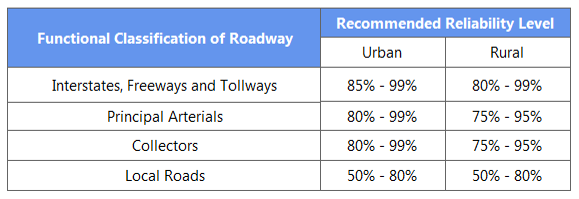 Functional Classification of Roadway
Recommended Reliability Level
Urban
Rural
Interstates, Freeways and Tollways 85% - 99% 80% - 99%
Principal Arterials 80% - 99% 75% - 95%
Collectors 80% - 99% 75% - 95%
Local Roads 50% - 80% 50% - 80%